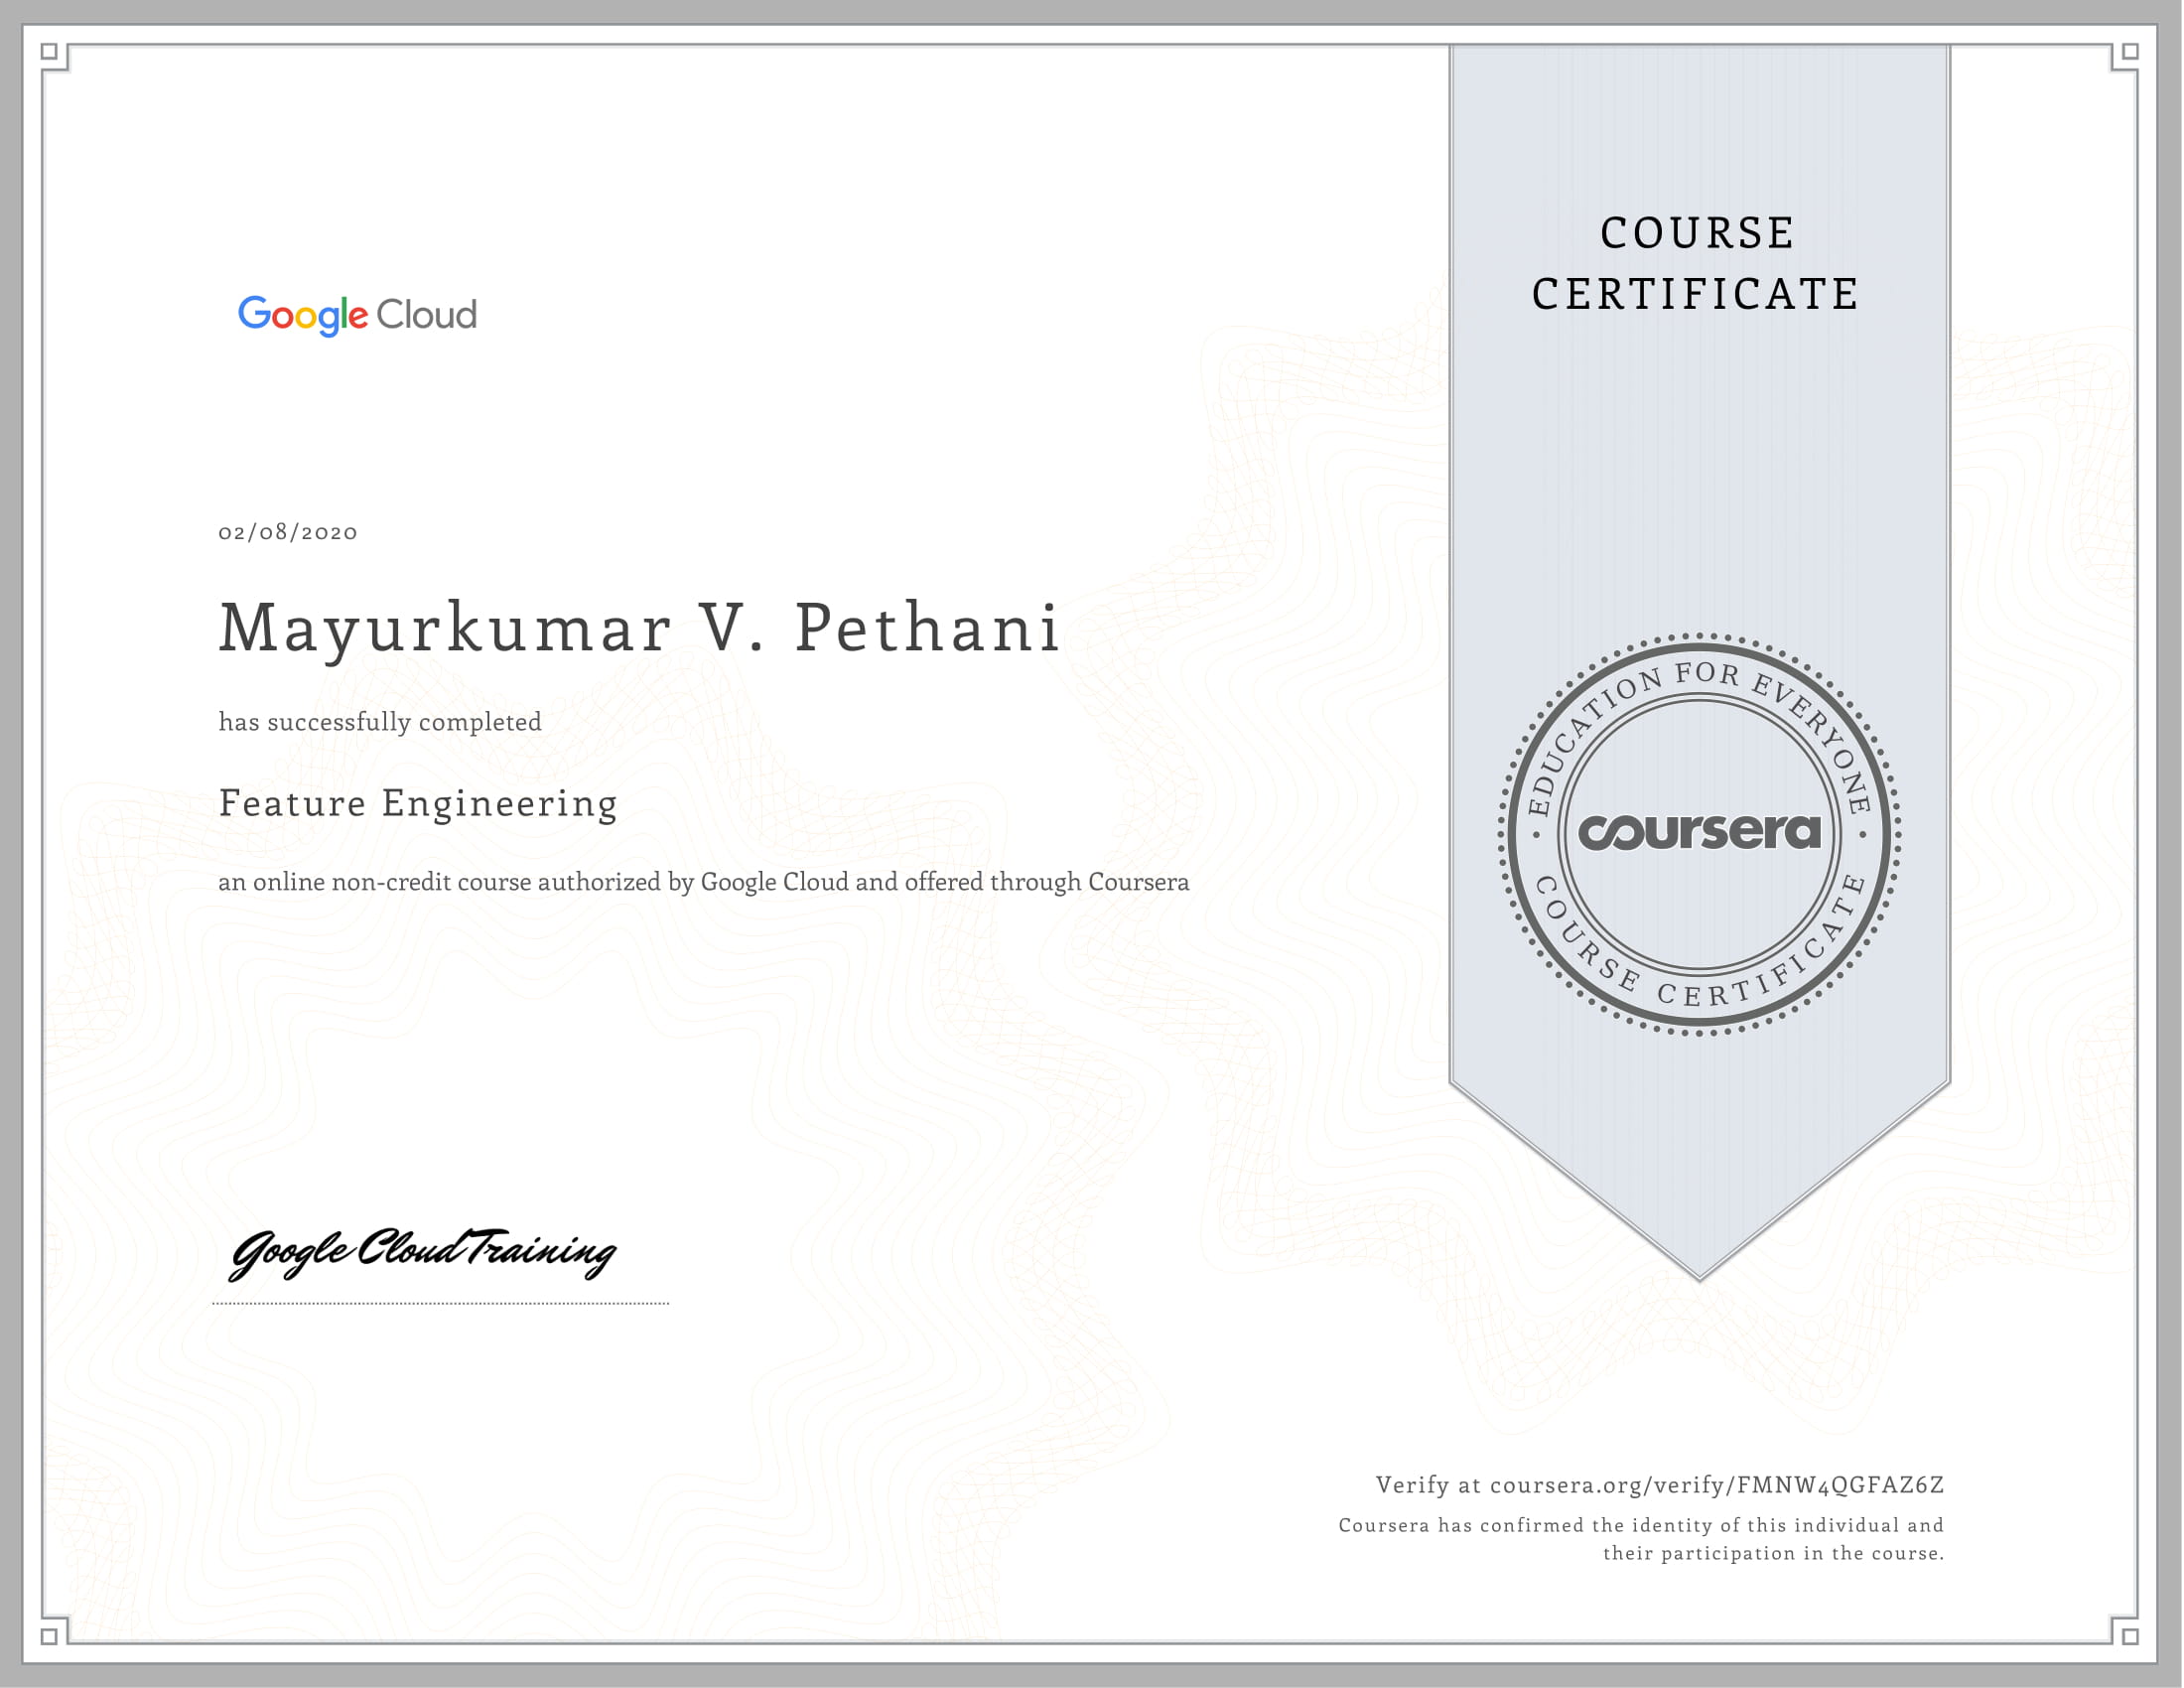 COURSE
CERTIFICATE
Google Cloud
02/08/2020
Mayurkumar V. Pethani
has successfully completed
Feature Engineering
an online non-credit course authorized by Google Cloud and offered through Coursera
EDUCATION FOR EVERYONE
coursera
COURSE CERTIFICATE
Google Cloud Training
Verify at coursera.org/verify/FMNW4QGFAZ6Z
Coursera has confirmed the identity of this individual and
their participation in the course.